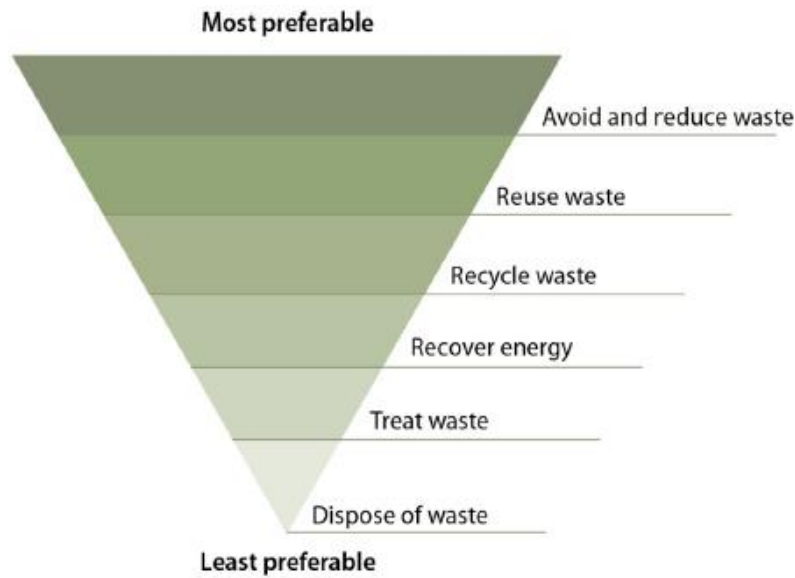 Most preferable
Avoid and reduce waste
Reuse waste
Recycle waste
Recover energy
Treat waste
Dispose of waste
Least preferable